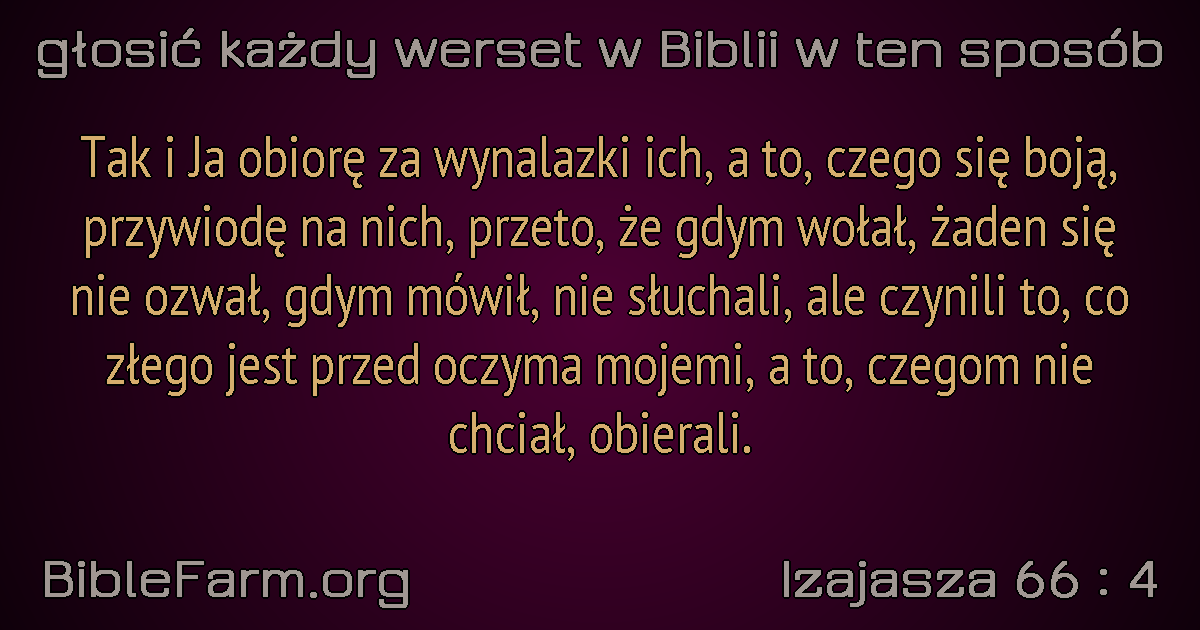 głosić każdy werset w Biblii w ten sposób
Tak i Ja obiorę za wynalazki ich, a to, czego się boją,
przywiodę na nich, przeto, że gdym wołał, żaden się
nie ozwał, gdym mówił, nie słuchali, ale czynili to, co
złego jest przed oczyma mojemi, a to, czegom nie
chciał, obierali.
BibleFarm.org
Izajasza 66 : 4